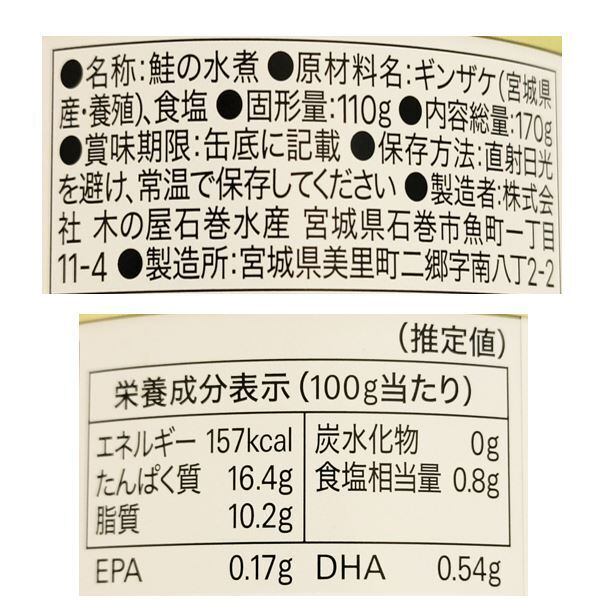 ●名称:鮭の水煮 ●原材料名:ギンザケ(宮城県
産・養殖)、食塩 ●固形量:110g ●内容総量:170g
●賞味期限:缶底に記載 ●保存方法:直射日光
を避け、常温で保存してください ●製造者:株式会
社 木の屋石巻水産 宮城県石巻市魚町一丁目
11-4 ●製造所:宮城県美里町二郷字南八丁2-2
(推定値)
栄養成分表示(100g当たり)
エネルギー 157kcal 炭水化物 0g
たんぱく質 16.4g 食塩相当量 0.8g
脂質 10.2g
EPA 0.17g DHA 0.54g